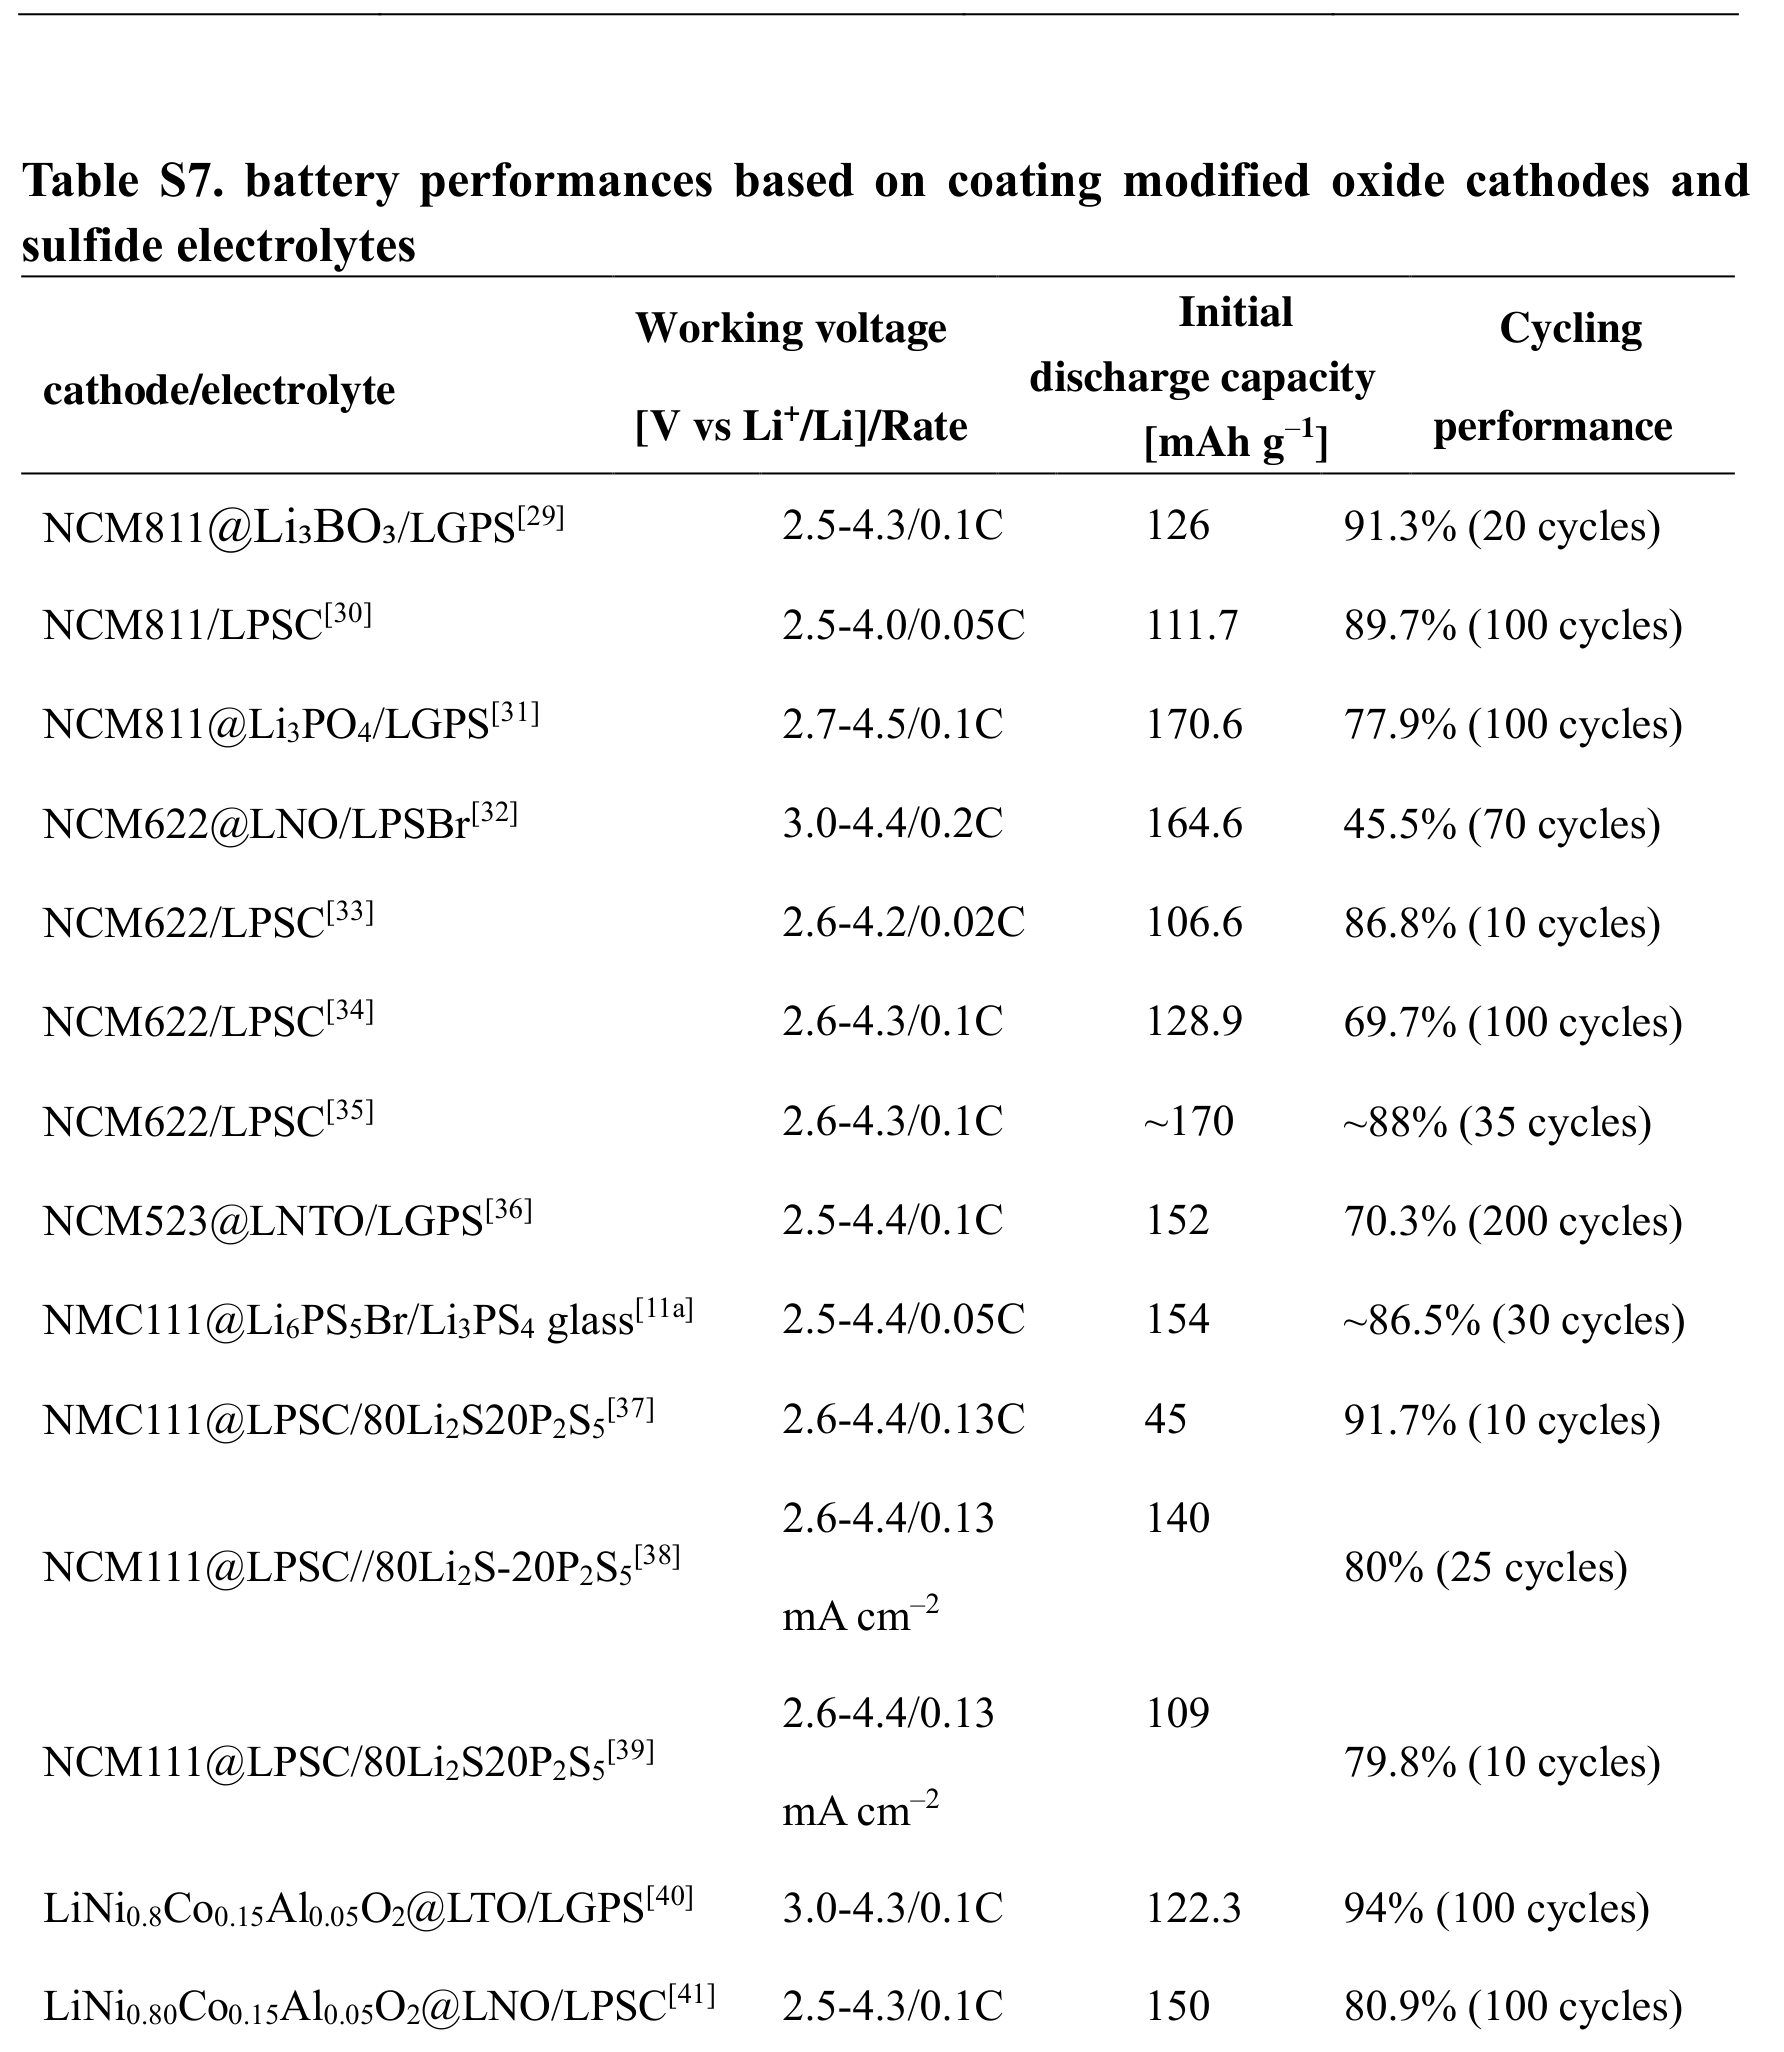 Table S7. battery performances based on coating modified oxide cathodes and
sulfide electrolytes
cathode/electrolyte Working voltage [V vs Li⁺/Li]/Rate Initial discharge capacity [mAh g⁻¹] Cycling performance
NCM811@Li₃BO₃/LGPS[29] 2.5-4.3/0.1C 126 91.3% (20 cycles)
NCM811/LPSC[30] 2.5-4.0/0.05C 111.7 89.7% (100 cycles)
NCM811@Li₃PO₄/LGPS[31] 2.7-4.5/0.1C 170.6 77.9% (100 cycles)
NCM622@LNO/LPSBr[32] 3.0-4.4/0.2C 164.6 45.5% (70 cycles)
NCM622/LPSC[33] 2.6-4.2/0.02C 106.6 86.8% (10 cycles)
NCM622/LPSC[34] 2.6-4.3/0.1C 128.9 69.7% (100 cycles)
NCM622/LPSC[35] 2.6-4.3/0.1C ~170 ~88% (35 cycles)
NCM523@LNTO/LGPS[36] 2.5-4.4/0.1C 152 70.3% (200 cycles)
NMC111@Li₆PS₅Br/Li₃PS₄ glass[11a] 2.5-4.4/0.05C 154 ~86.5% (30 cycles)
NMC111@LPSC/80Li₂S20P₂S₅[37] 2.6-4.4/0.13C 45 91.7% (10 cycles)
NCM111@LPSC//80Li₂S-20P₂S₅[38] 2.6-4.4/0.13 mA cm⁻² 140 80% (25 cycles)
NCM111@LPSC/80Li₂S20P₂S₅[39] 2.6-4.4/0.13 mA cm⁻² 109 79.8% (10 cycles)
LiNi₀.₈Co₀.₁₅Al₀.₀₅O₂@LTO/LGPS[40] 3.0-4.3/0.1C 122.3 94% (100 cycles)
LiNi₀.₈₀Co₀.₁₅Al₀.₀₅O₂@LNO/LPSC[41] 2.5-4.3/0.1C 150 80.9% (100 cycles)